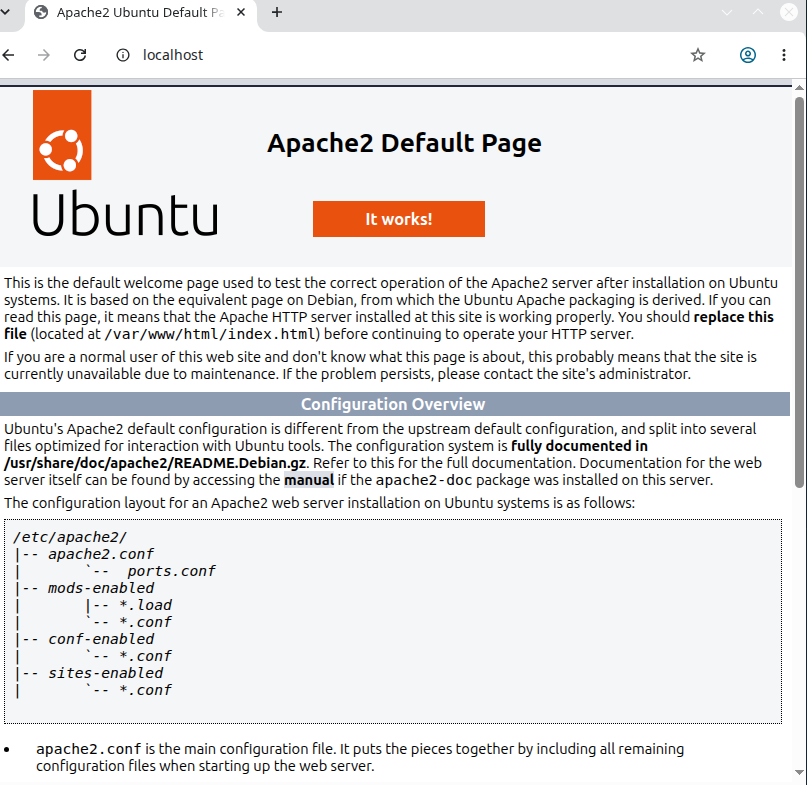 Apache2 Ubuntu Default Pa
localhost
Ubuntu
Apache2 Default Page
It works!
This is the default welcome page used to test the correct operation of the Apache2 server after installation on Ubuntu
systems. It is based on the equivalent page on Debian, from which the Ubuntu Apache packaging is derived. If you can
read this page, it means that the Apache HTTP server installed at this site is working properly. You should replace this
file (located at /var/www/html/index.html) before continuing to operate your HTTP server.
If you are a normal user of this web site and don't know what this page is about, this probably means that the site is
currently unavailable due to maintenance. If the problem persists, please contact the site's administrator.
Configuration Overview
Ubuntu's Apache2 default configuration is different from the upstream default configuration, and split into several
files optimized for interaction with Ubuntu tools. The configuration system is fully documented in
/usr/share/doc/apache2/README.Debian.gz. Refer to this for the full documentation. Documentation for the web
server itself can be found by accessing the manual if the apache2-doc package was installed on this server.
The configuration layout for an Apache2 web server installation on Ubuntu systems is as follows:
/etc/apache2/
|-- apache2.conf
|       `--  ports.conf
|-- mods-enabled
|       |-- *.load
|       `-- *.conf
|-- conf-enabled
|       `-- *.conf
|-- sites-enabled
|       `-- *.conf
• apache2.conf is the main configuration file. It puts the pieces together by including all remaining
configuration files when starting up the web server.